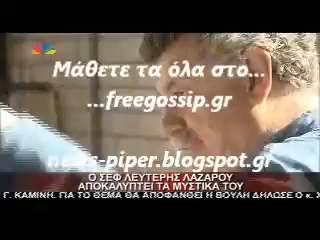 Μάθετε τα όλα στο...
...freegossip.gr
news-piper.blogspot.gr
Ο ΣΕΦ ΛΕΥΤΕΡΗΣ ΛΑΖΑΡΟΥ
ΑΠΟΚΑΛΥΠΤΕΙ ΤΑ ΜΥΣΤΙΚΑ ΤΟΥ
Γ. ΚΑΜΙΝΗ. ΓΙΑ ΤΟ ΘΕΜΑ ΘΑ ΑΠΟΦΑΝΘΕΙ Η ΒΟΥΛΗ ΔΗΛΩΣΕ Ο κ. Χ